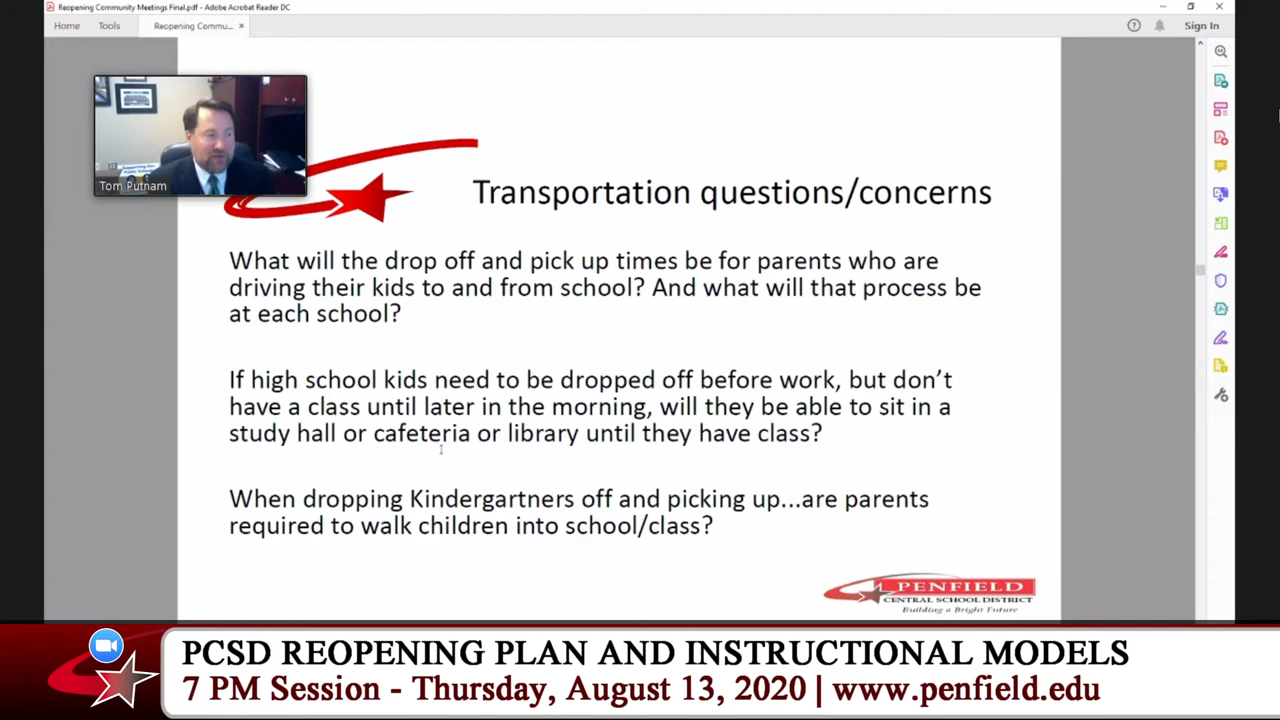 Reopening Community Meetings Final.pdf - Adobe Acrobat Reader DC
Home
Tools
Reopening Commu...
Sign In
Tom Putnam
Transportation questions/concerns
What will the drop off and pick up times be for parents who are
driving their kids to and from school? And what will that process be
at each school?
If high school kids need to be dropped off before work, but don’t
have a class until later in the morning, will they be able to sit in a
study hall or cafeteria or library until they have class?
When dropping Kindergartners off and picking up...are parents
required to walk children into school/class?
PENFIELD
CENTRAL SCHOOL DISTRICT
Building a Bright Future
PCSD REOPENING PLAN AND INSTRUCTIONAL MODELS
7 PM Session - Thursday, August 13, 2020 | www.penfield.edu